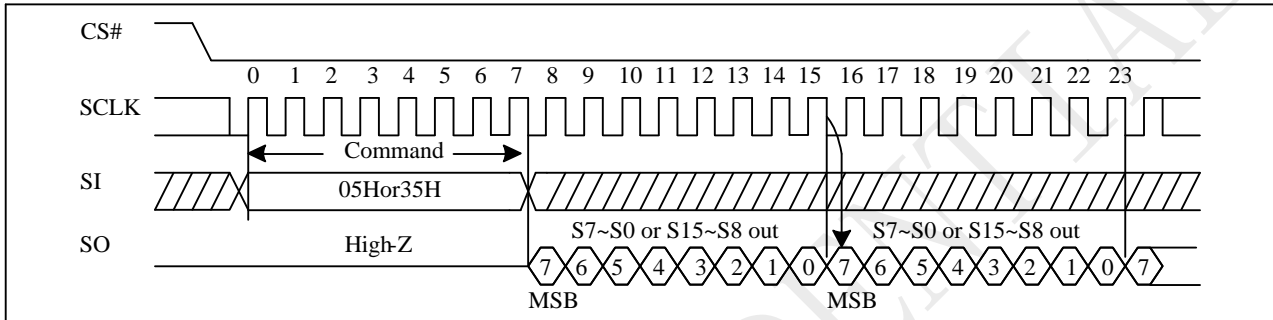 CS#
0 1 2 3 4 5 6 7 8 9 10 11 12 13 14 15 16 17 18 19 20 21 22 23
SCLK
Command
SI
05Hor35H
S7~S0 or S15~S8 out S7~S0 or S15~S8 out
SO
High-Z
7 6 5 4 3 2 1 0 7 6 5 4 3 2 1 0 7
MSB MSB